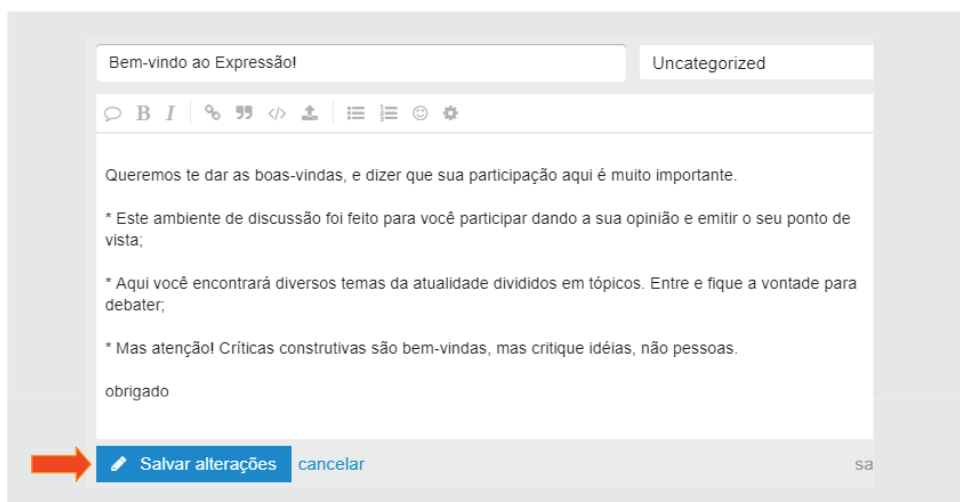 Bem-vindo ao Expressão!
Uncategorized
B I
Queremos te dar as boas-vindas, e dizer que sua participação aqui é muito importante.
* Este ambiente de discussão foi feito para você participar dando a sua opinião e emitir o seu ponto de
vista;
* Aqui você encontrará diversos temas da atualidade divididos em tópicos. Entre e fique a vontade para
debater;
* Mas atenção! Críticas construtivas são bem-vindas, mas critique idéias, não pessoas.
obrigado
Salvar alterações cancelar
sa